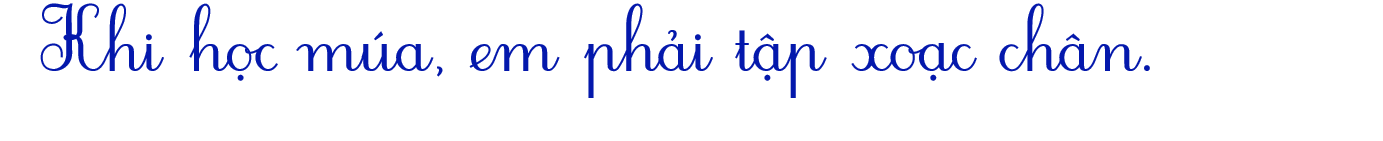 Khi học múa, em phải tập xoạc chân.